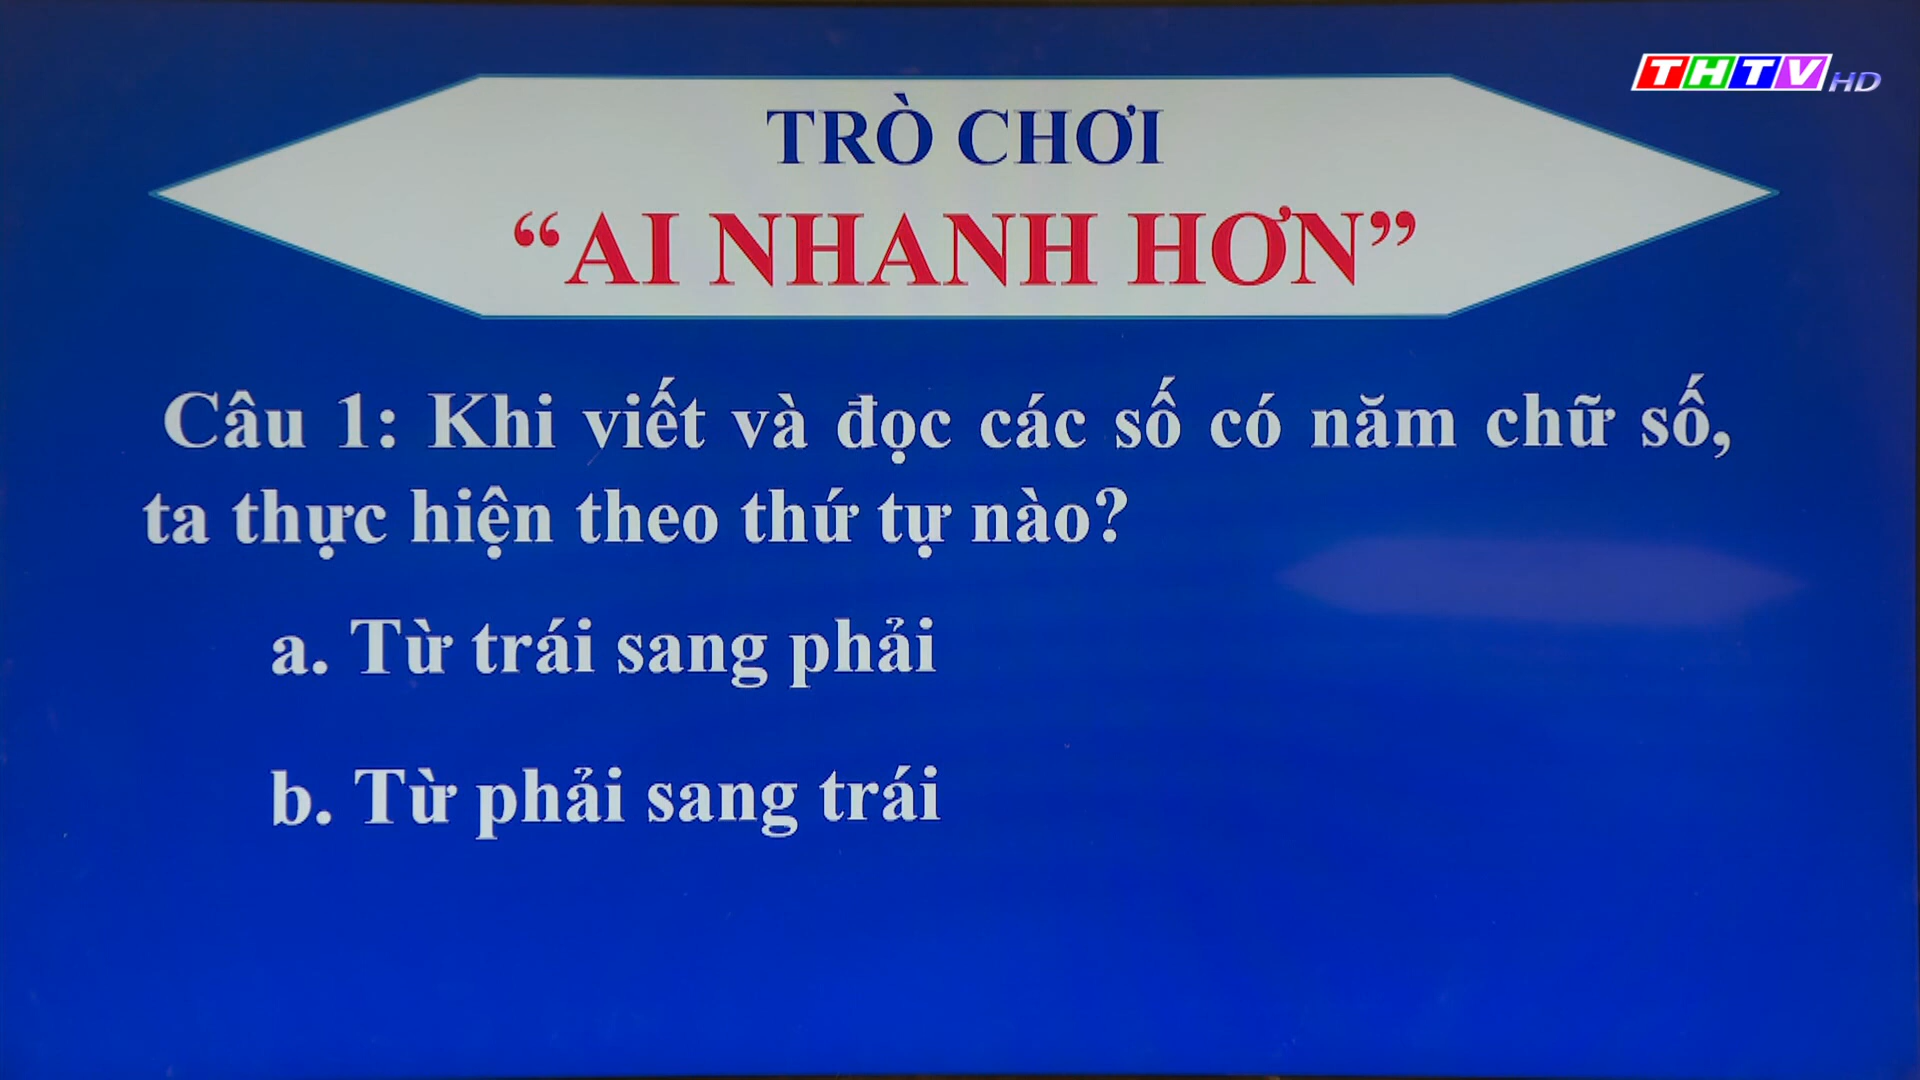 THTV HD
TRÒ CHƠI
“AI NHANH HƠN”
Câu 1: Khi viết và đọc các số có năm chữ số,
ta thực hiện theo thứ tự nào?
a. Từ trái sang phải
b. Từ phải sang trái